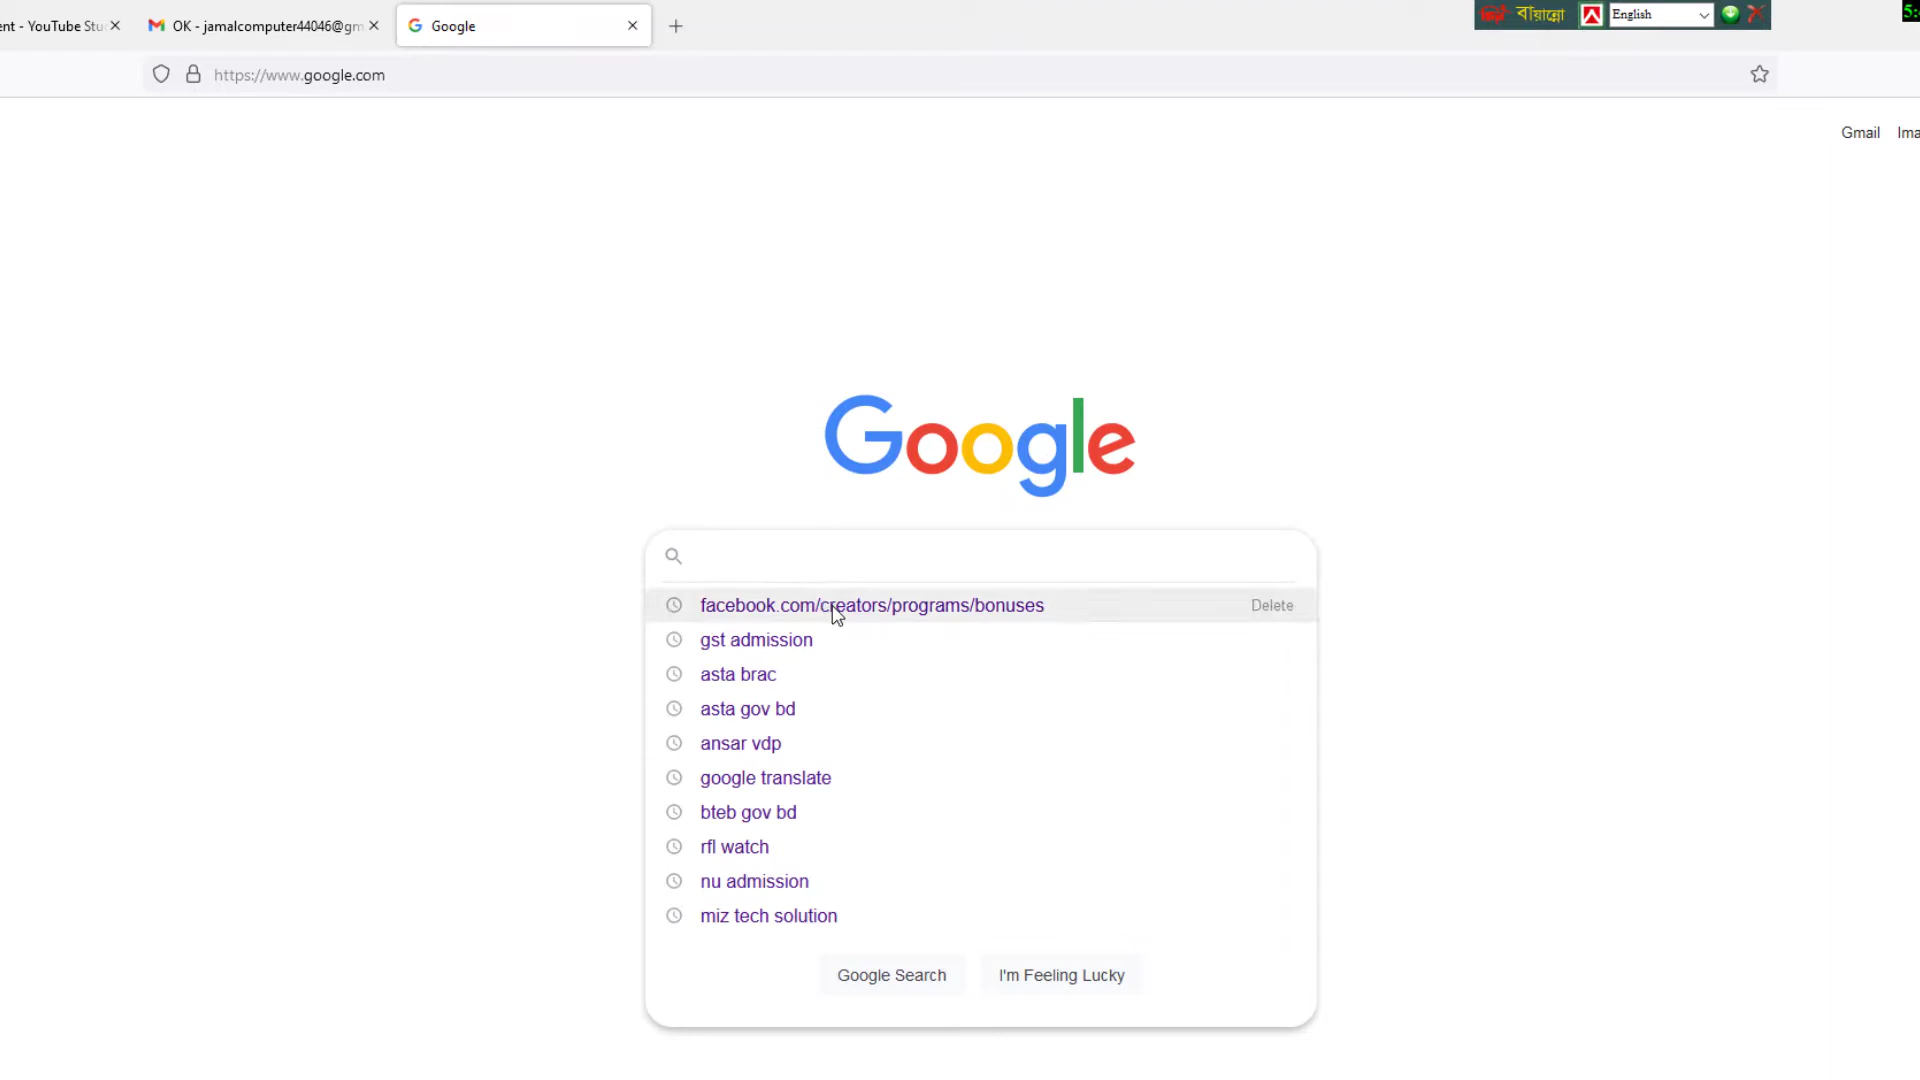 ent - YouTube Stu
OK - jamalcomputer44046@gm
Google
বায়ান্নো
English
5:
https://www.google.com
Gmail
Ima
Google
facebook.com/creators/programs/bonuses
Delete
gst admission
asta brac
asta gov bd
ansar vdp
google translate
bteb gov bd
rfl watch
nu admission
miz tech solution
Google Search
I'm Feeling Lucky